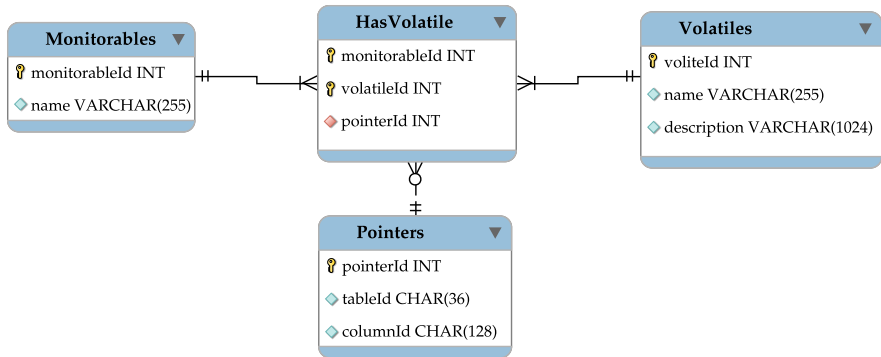 Monitorables
monitorableId INT
name VARCHAR(255)
HasVolatile
monitorableId INT
volatileId INT
pointerId INT
Volatiles
voliteId INT
name VARCHAR(255)
description VARCHAR(1024)
Pointers
pointerId INT
tableId CHAR(36)
columnId CHAR(128)